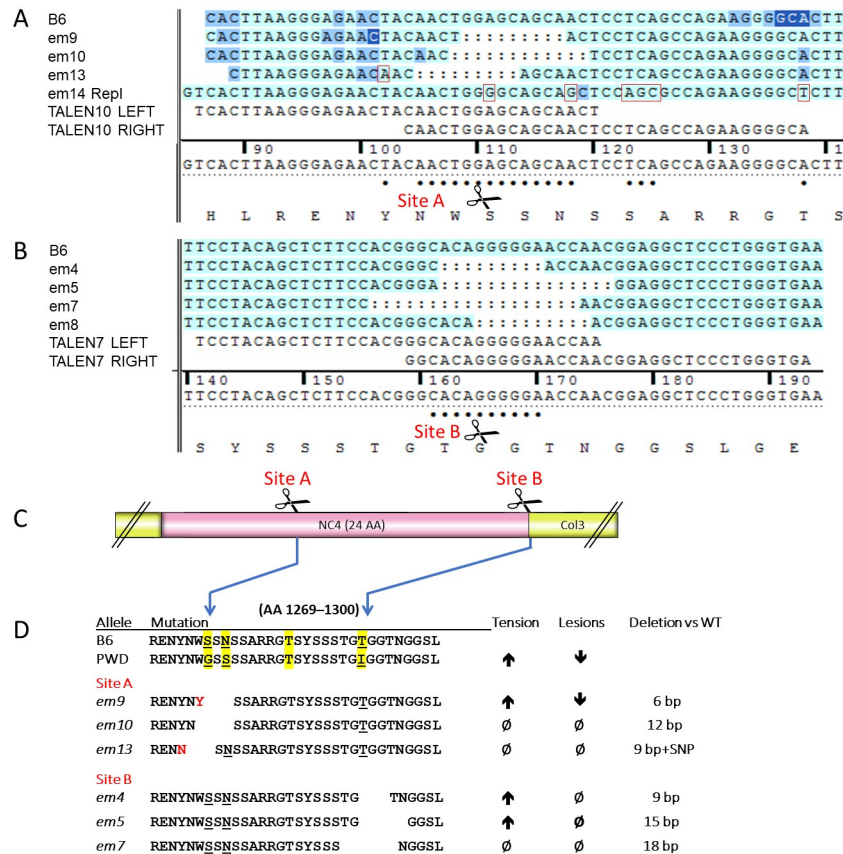 A
B6 CACTTAAGGGAGAACTACAACTGGAGCAGCAACTCCTCAGCCAGAAGGGGCACTT
em9 CACTTAAGGGAGAACTACAACT:::::::::ACTCCTCAGCCAGAAGGGGCACTT
em10 CACTTAAGGGAGAACTACAAC::::::::::::TCCTCAGCCAGAAGGGGCACTT
em13 CTTAAGGGAGAACAAC:::::::::AGCAACTCCTCAGCCAGAAGGGGCACTT
em14 Repl GTCACTTAAGGGAGAACTACAACTGGGGCAGCAGCTCCAGCGCCAGAAGGGGCTCTT
TALEN10 LEFT TCACTTAAGGGAGAACTACAACTGGAGCAGCAACT
TALEN10 RIGHT CAACTGGAGCAGCAACTCCTCAGCCAGAAGGGGCA
90 100 110 120 130 1
GTCACTTAAGGGAGAACTACAACTGGAGCAGCAACTCCTCAGCCAGAAGGGGCACTT
Site A
H L R E N Y N W S S N S S A R R G T S
B
B6 TTCCTACAGCTCTTCCACGGGCACAGGGGGAACCAACGGAGGCTCCCTGGGTGAA
em4 TTCCTACAGCTCTTCCACGGGC:::::::::ACCAACGGAGGCTCCCTGGGTGAA
em5 TTCCTACAGCTCTTCCACGGGA:::::::::::::::GGAGGCTCCCTGGGTGAA
em7 TTCCTACAGCTCTTCC::::::::::::::::::AACGGAGGCTCCCTGGGTGAA
em8 TTCCTACAGCTCTTCCACGGGCACA::::::::::ACGGAGGCTCCCTGGGTGAA
TALEN7 LEFT TCCTACAGCTCTTCCACGGGCACAGGGGGAACCAA
TALEN7 RIGHT GGCACAGGGGGAACCAACGGAGGCTCCCTGGGTGA
140 150 160 170 180 190
TTCCTACAGCTCTTCCACGGGCACAGGGGGAACCAACGGAGGCTCCCTGGGTGAA
Site B
S Y S S S T G T G G T N G G S L G E
Site A Site B
C
NC4 (24 AA) Col3
D
(AA 1269–1300)
Allele Mutation Tension Lesions Deletion vs WT
B6 RENYNWSSNSSARRGTSYSSSTGTGGTNGGSL
PWD RENYNWGSSSSARRGTSYSSSTGIGGTNGGSL ↑ ↓
Site A
em9 RENYNY SSARRGTSYSSSTGTGGTNGGSL ↑ ↓ 6 bp
em10 RENYN SSARRGTSYSSSTGTGGTNGGSL Ø Ø 12 bp
em13 RENN SNSSARRGTSYSSSTGTGGTNGGSL Ø Ø 9 bp+SNP
Site B
em4 RENYNWSSNSSARRGTSYSSSTG TNGGSL ↑ Ø 9 bp
em5 RENYNWSSNSSARRGTSYSSSTG GGSL ↑ Ø 15 bp
em7 RENYNWSSNSSARRGTSYSSS NGGSL Ø Ø 18 bp